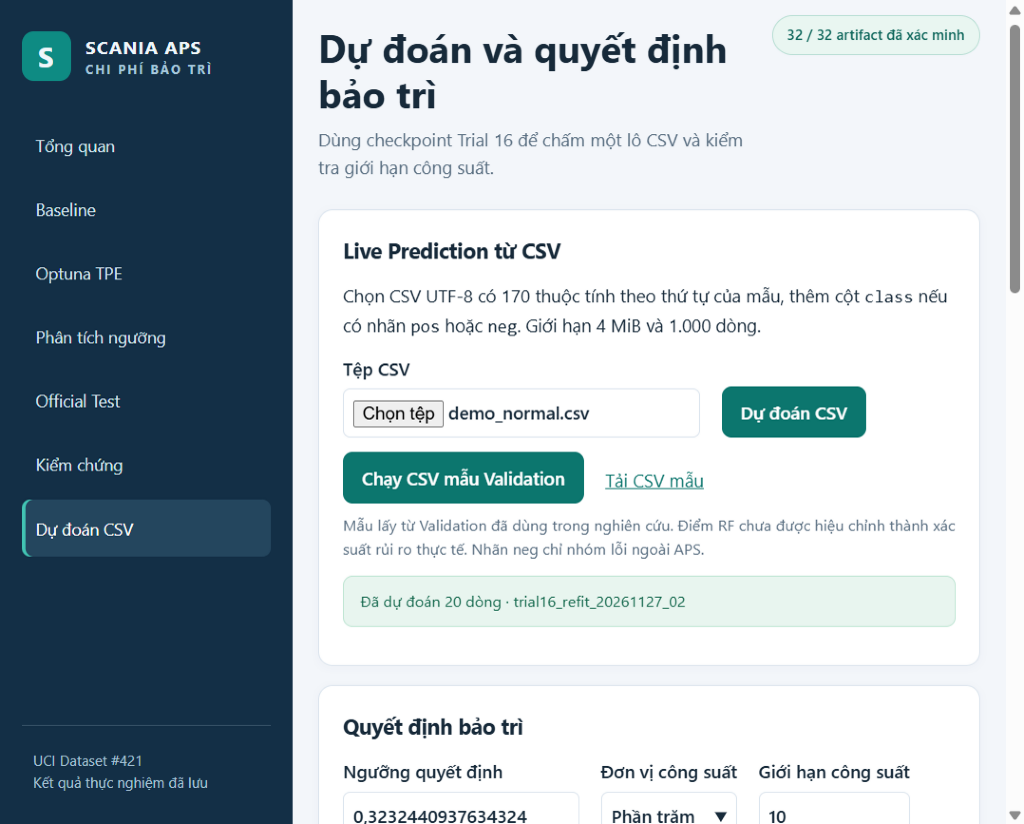 S
SCANIA APS
CHI PHÍ BẢO TRÌ
Tổng quan
Baseline
Optuna TPE
Phân tích ngưỡng
Official Test
Kiểm chứng
Dự đoán CSV
UCI Dataset #421
Kết quả thực nghiệm đã lưu
Dự đoán và quyết định
bảo trì
32 / 32 artifact đã xác minh
Dùng checkpoint Trial 16 để chấm một lô CSV và kiểm
tra giới hạn công suất.
Live Prediction từ CSV
Chọn CSV UTF-8 có 170 thuộc tính theo thứ tự của mẫu, thêm cột class nếu
có nhãn pos hoặc neg. Giới hạn 4 MiB và 1.000 dòng.
Tệp CSV
Chọn tệp demo_normal.csv
Dự đoán CSV
Chạy CSV mẫu Validation
Tải CSV mẫu
Mẫu lấy từ Validation đã dùng trong nghiên cứu. Điểm RF chưa được hiệu chỉnh thành xác
suất rủi ro thực tế. Nhãn neg chỉ nhóm lỗi ngoài APS.
Đã dự đoán 20 dòng · trial16_refit_20261127_02
Quyết định bảo trì
Ngưỡng quyết định
Đơn vị công suất
Giới hạn công suất
0,3232440937634324
Phần trăm
10